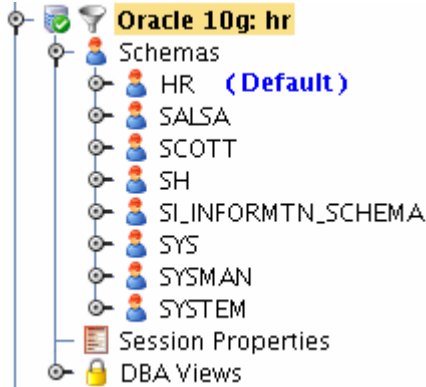 Oracle 10g: hr
Schemas
HR (Default)
SALSA
SCOTT
SH
SI_INFORMTN_SCHEMA
SYS
SYSMAN
SYSTEM
Session Properties
DBA Views